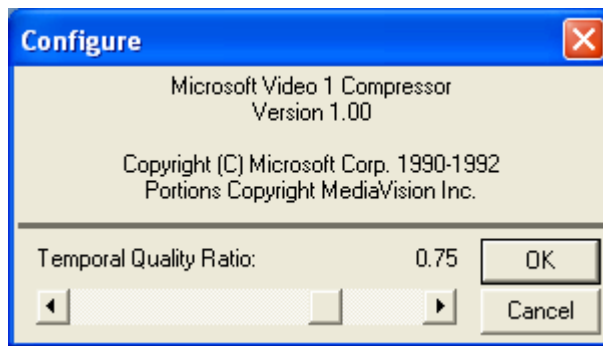 Configure
Microsoft Video 1 Compressor
Version 1.00
Copyright (C) Microsoft Corp. 1990-1992
Portions Copyright MediaVision Inc.
Temporal Quality Ratio: 0.75 OK
Cancel